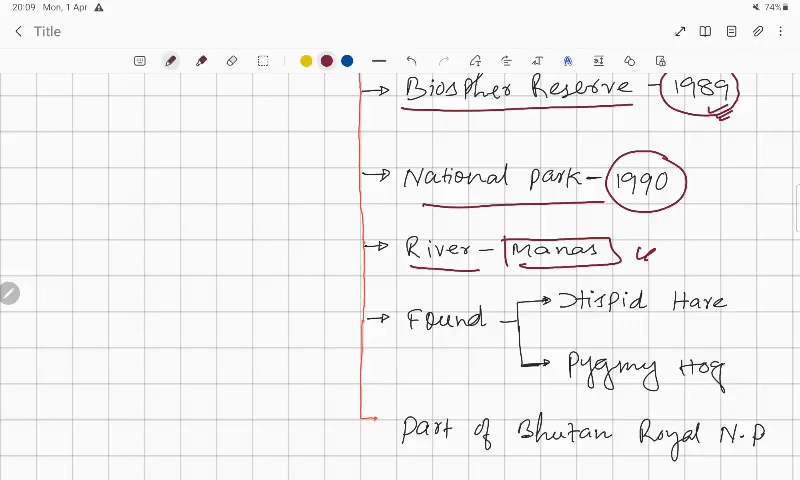 20:09 Mon, 1 Apr
74%
Title
Biospher Reserve - 1989
National park - 1990
River - Manas
Found
Hispid Hare
Pygmy Hog
Part of Bhutan Royal N.P